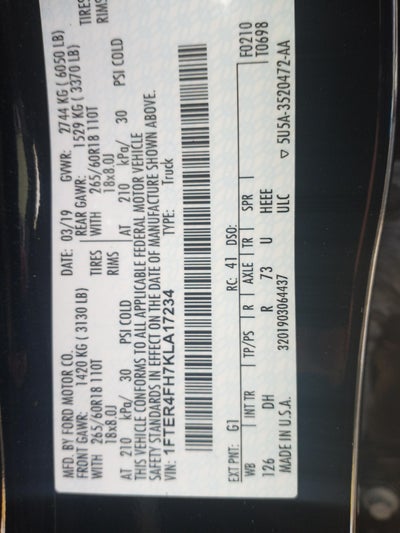 MFD. BY FORD MOTOR CO.
DATE: 03/19 GVWR: 2744 KG ( 6050 LB)
FRONT GAWR: 1420 KG ( 3130 LB) REAR GAWR: 1529 KG ( 3370 LB)
WITH 265/60R18 110T TIRES WITH 265/60R18 110T TIRES
18x8.0J RIMS 18x8.0J RIMS
AT 210 kPa/ 30 PSI COLD AT 210 kPa/ 30 PSI COLD
THIS VEHICLE CONFORMS TO ALL APPLICABLE FEDERAL MOTOR VEHICLE
SAFETY STANDARDS IN EFFECT ON THE DATE OF MANUFACTURE SHOWN ABOVE.
VIN: 1FTER4FH7KLA17234
TYPE: Truck
F0210
T0698
EXT PNT: G1 RC: 41 DSO:
WB INT TR TP/PS R AXLE TR SPR
126 DH R 73 U HEEE
ULC
MADE IN U.S.A. 3201903064437
▽ 5U5A-3520472-AA